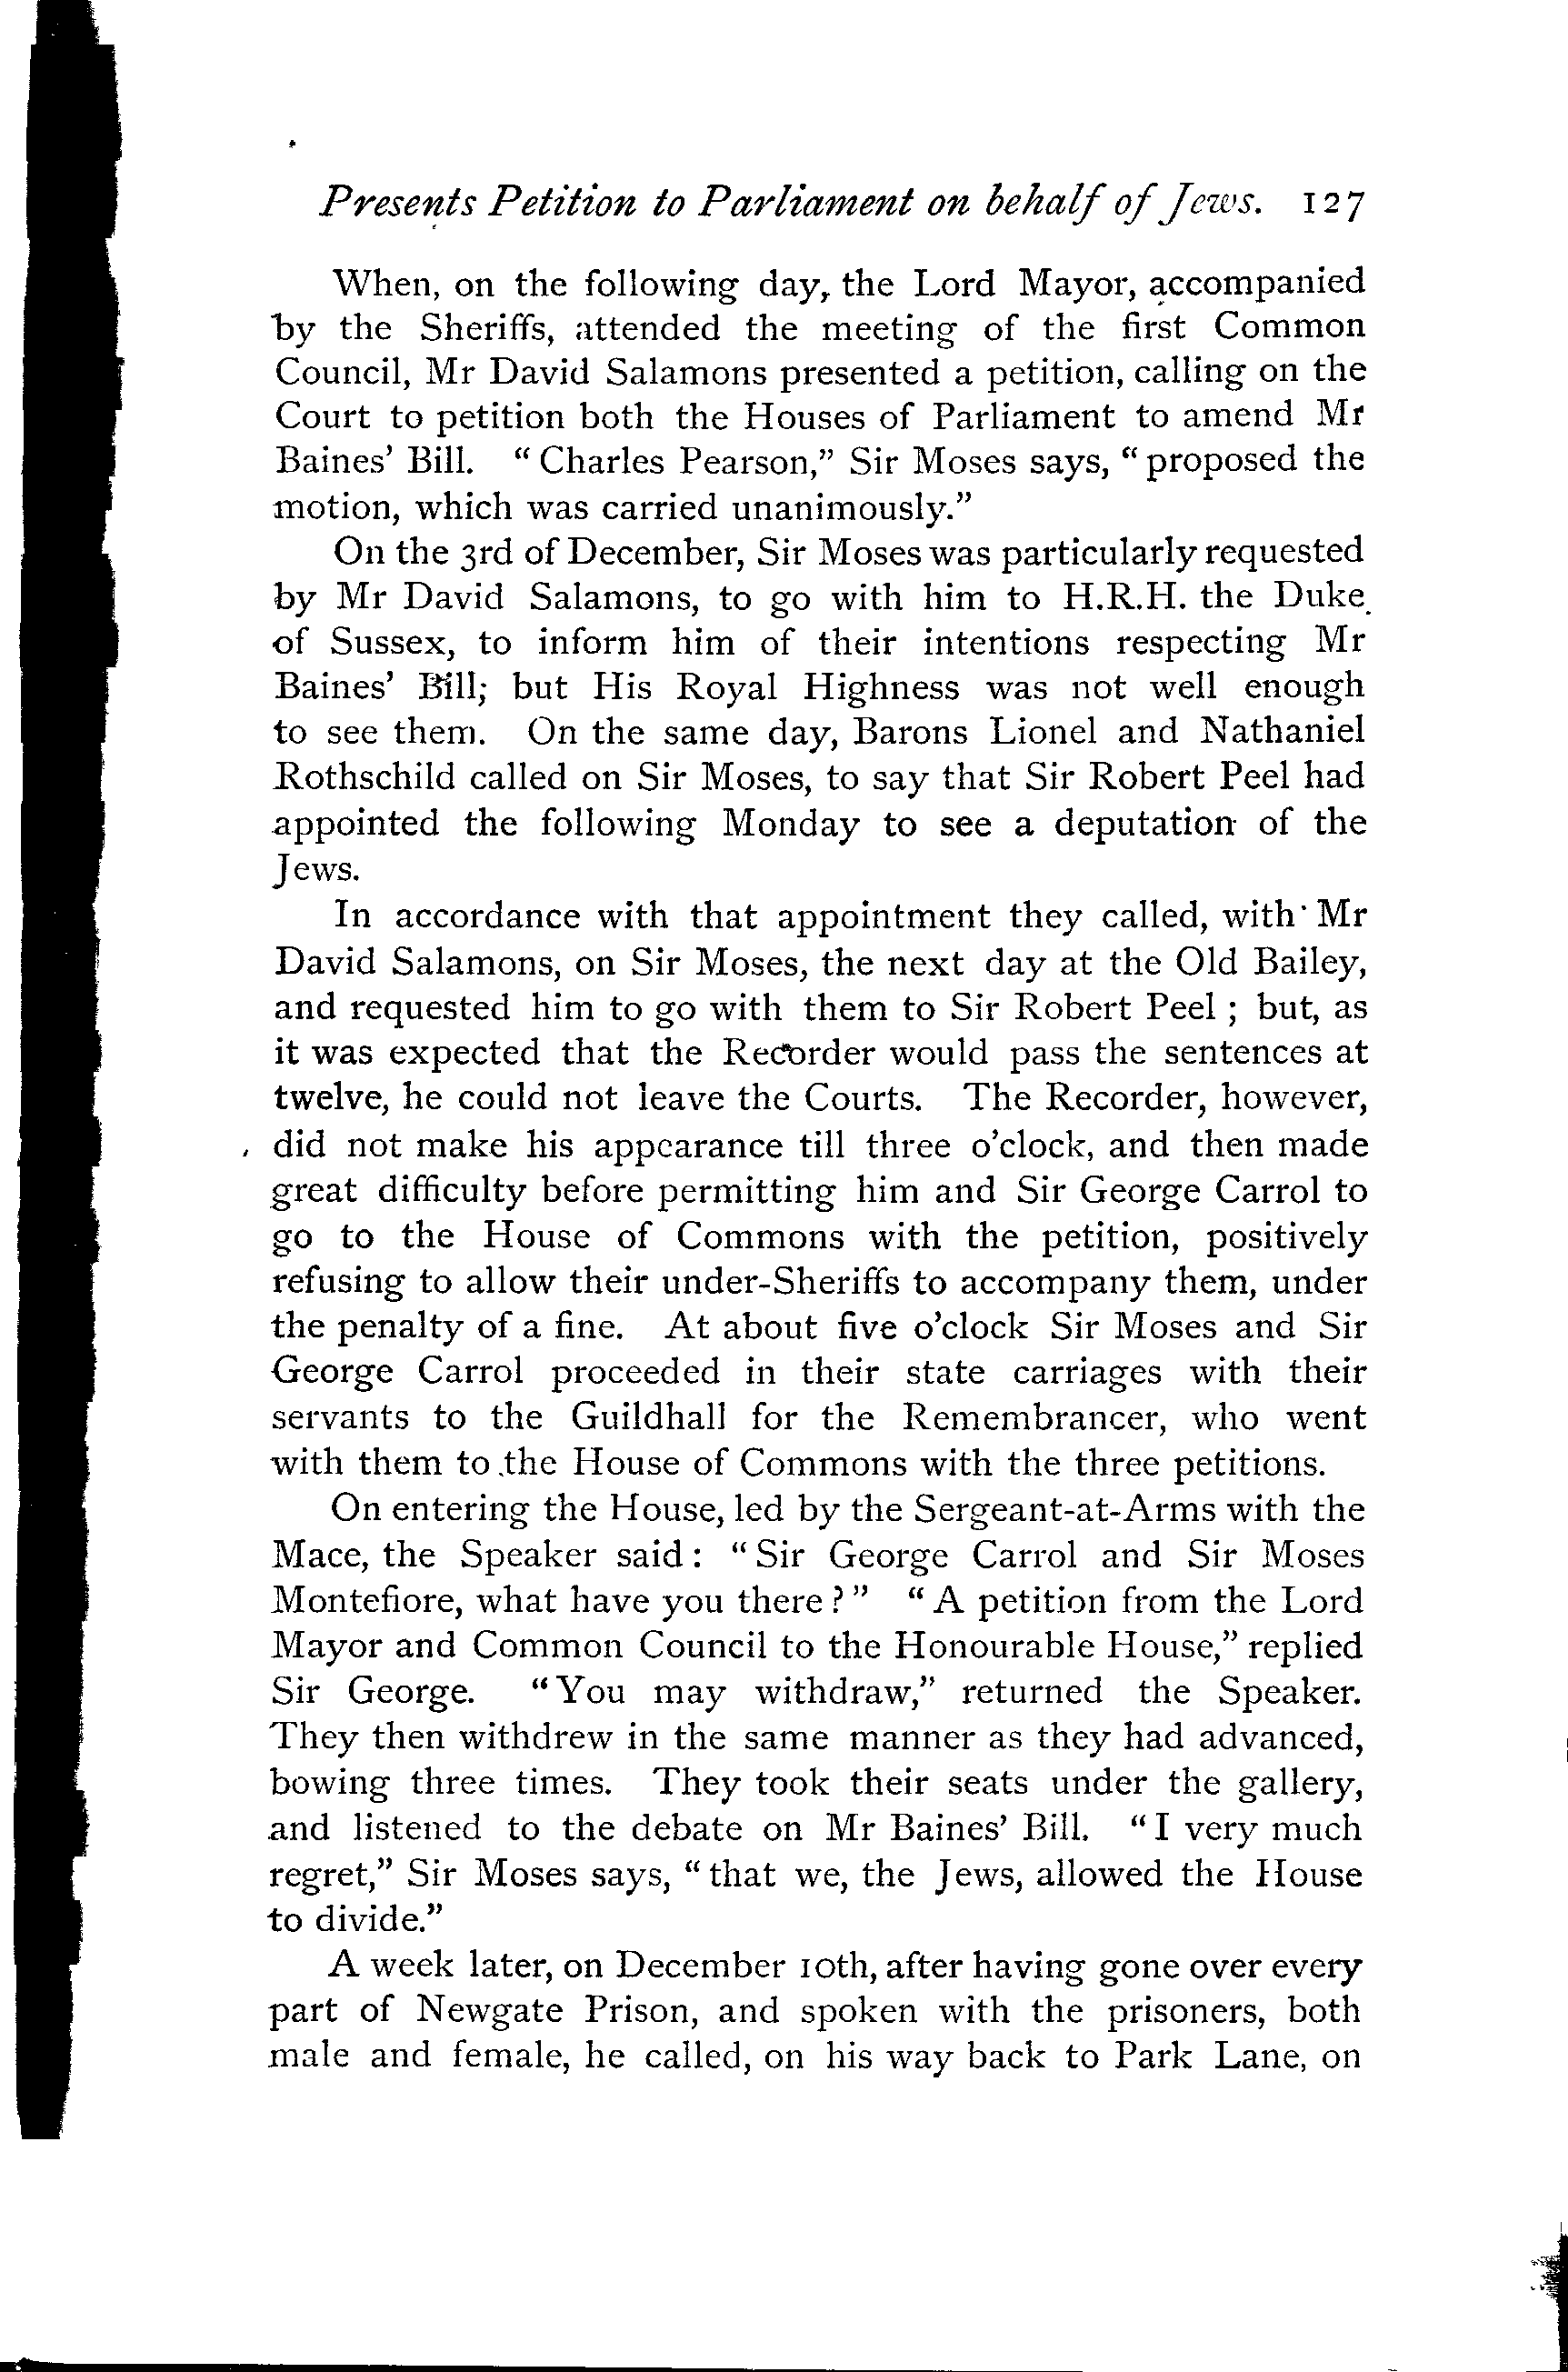 Presents Petition to Parliament on behalf of Jews. 127
When, on the following day, the Lord Mayor, accompanied
by the Sheriffs, attended the meeting of the first Common
Council, Mr David Salamons presented a petition, calling on the
Court to petition both the Houses of Parliament to amend Mr
Baines' Bill. "Charles Pearson," Sir Moses says, "proposed the
motion, which was carried unanimously."
On the 3rd of December, Sir Moses was particularly requested
by Mr David Salamons, to go with him to H.R.H. the Duke
of Sussex, to inform him of their intentions respecting Mr
Baines' Bill; but His Royal Highness was not well enough
to see them. On the same day, Barons Lionel and Nathaniel
Rothschild called on Sir Moses, to say that Sir Robert Peel had
appointed the following Monday to see a deputation of the
Jews.
In accordance with that appointment they called, with Mr
David Salamons, on Sir Moses, the next day at the Old Bailey,
and requested him to go with them to Sir Robert Peel; but, as
it was expected that the Recorder would pass the sentences at
twelve, he could not leave the Courts. The Recorder, however,
did not make his appearance till three o'clock, and then made
great difficulty before permitting him and Sir George Carrol to
go to the House of Commons with the petition, positively
refusing to allow their under-Sheriffs to accompany them, under
the penalty of a fine. At about five o'clock Sir Moses and Sir
George Carrol proceeded in their state carriages with their
servants to the Guildhall for the Remembrancer, who went
with them to the House of Commons with the three petitions.
On entering the House, led by the Sergeant-at-Arms with the
Mace, the Speaker said: "Sir George Carrol and Sir Moses
Montefiore, what have you there?" "A petition from the Lord
Mayor and Common Council to the Honourable House," replied
Sir George. "You may withdraw," returned the Speaker.
They then withdrew in the same manner as they had advanced,
bowing three times. They took their seats under the gallery,
and listened to the debate on Mr Baines' Bill. "I very much
regret," Sir Moses says, "that we, the Jews, allowed the House
to divide."
A week later, on December 10th, after having gone over every
part of Newgate Prison, and spoken with the prisoners, both
male and female, he called, on his way back to Park Lane, on